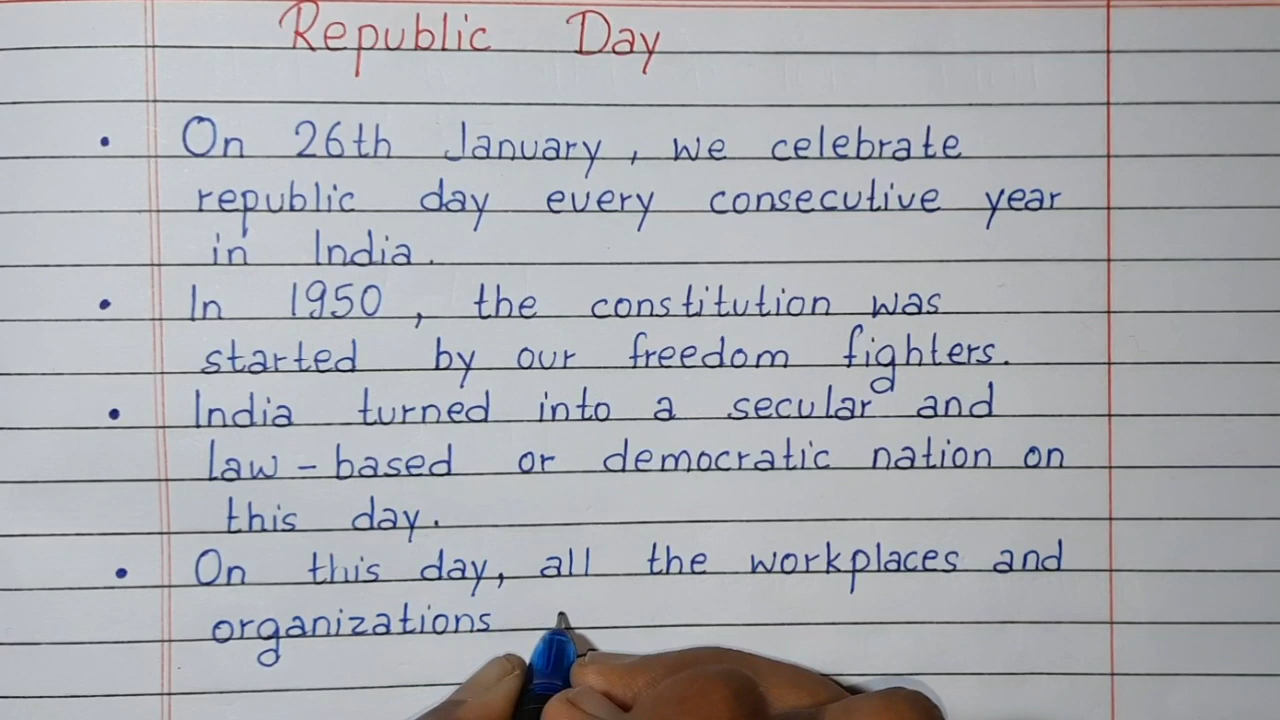 Republic Day
• On 26th January, we celebrate
republic day every consecutive year
in India.
• In 1950, the constitution was
started by our freedom fighters.
• India turned into a secular and
law-based or democratic nation on
this day.
• On this day, all the workplaces and
organizations